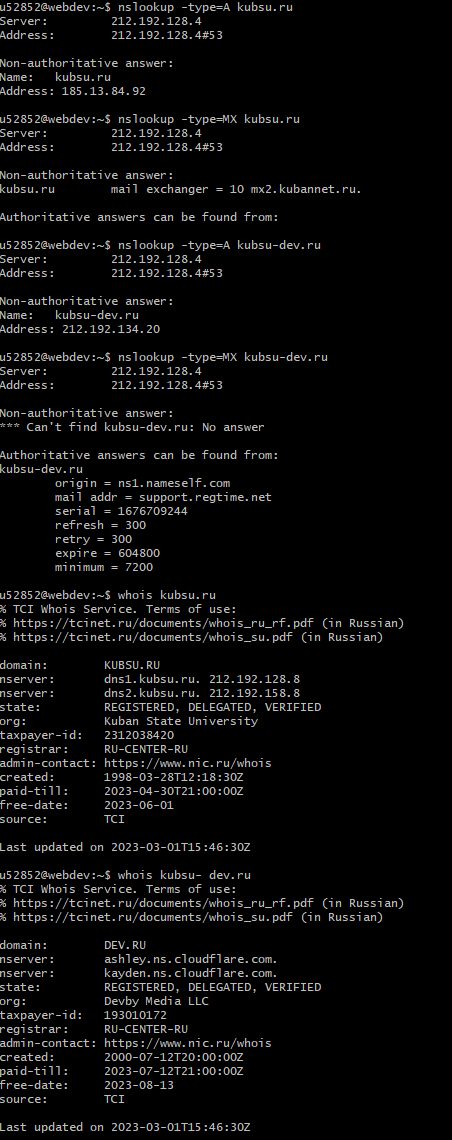 u52852@webdev:~$ nslookup -type=A kubsu.ru
Server:         212.192.128.4
Address:        212.192.128.4#53

Non-authoritative answer:
Name:   kubsu.ru
Address: 185.13.84.92

u52852@webdev:~$ nslookup -type=MX kubsu.ru
Server:         212.192.128.4
Address:        212.192.128.4#53

Non-authoritative answer:
kubsu.ru        mail exchanger = 10 mx2.kubannet.ru.

Authoritative answers can be found from:

u52852@webdev:~$ nslookup -type=A kubsu-dev.ru
Server:         212.192.128.4
Address:        212.192.128.4#53

Non-authoritative answer:
Name:   kubsu-dev.ru
Address: 212.192.134.20

u52852@webdev:~$ nslookup -type=MX kubsu-dev.ru
Server:         212.192.128.4
Address:        212.192.128.4#53

Non-authoritative answer:
*** Can't find kubsu-dev.ru: No answer

Authoritative answers can be found from:
kubsu-dev.ru
        origin = ns1.nameself.com
        mail addr = support.regtime.net
        serial = 1676709244
        refresh = 300
        retry = 300
        expire = 604800
        minimum = 7200

u52852@webdev:~$ whois kubsu.ru
% TCI Whois Service. Terms of use:
% https://tcinet.ru/documents/whois_ru_rf.pdf (in Russian)
% https://tcinet.ru/documents/whois_su.pdf (in Russian)

domain:        KUBSU.RU
nserver:       dns1.kubsu.ru. 212.192.128.8
nserver:       dns2.kubsu.ru. 212.192.158.8
state:         REGISTERED, DELEGATED, VERIFIED
org:           Kuban State University
taxpayer-id:   2312038420
registrar:     RU-CENTER-RU
admin-contact: https://www.nic.ru/whois
created:       1998-03-28T12:18:30Z
paid-till:     2023-04-30T21:00:00Z
free-date:     2023-06-01
source:        TCI

Last updated on 2023-03-01T15:46:30Z

u52852@webdev:~$ whois kubsu- dev.ru
% TCI Whois Service. Terms of use:
% https://tcinet.ru/documents/whois_ru_rf.pdf (in Russian)
% https://tcinet.ru/documents/whois_su.pdf (in Russian)

domain:        DEV.RU
nserver:       ashley.ns.cloudflare.com.
nserver:       kayden.ns.cloudflare.com.
state:         REGISTERED, DELEGATED, VERIFIED
org:           Devby Media LLC
taxpayer-id:   193010172
registrar:     RU-CENTER-RU
admin-contact: https://www.nic.ru/whois
created:       2000-07-12T20:00:00Z
paid-till:     2023-07-12T21:00:00Z
free-date:     2023-08-13
source:        TCI

Last updated on 2023-03-01T15:46:30Z